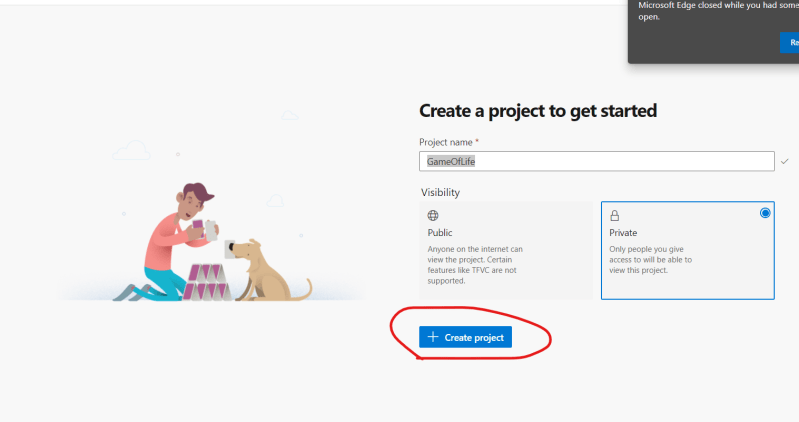 Microsoft Edge closed while you had some
open.
Re
Create a project to get started
Project name *
GameOfLife
Visibility
Public
Anyone on the internet can
view the project. Certain
features like TFVC are not
supported.
Private
Only people you give
access to will be able to
view this project.
+ Create project